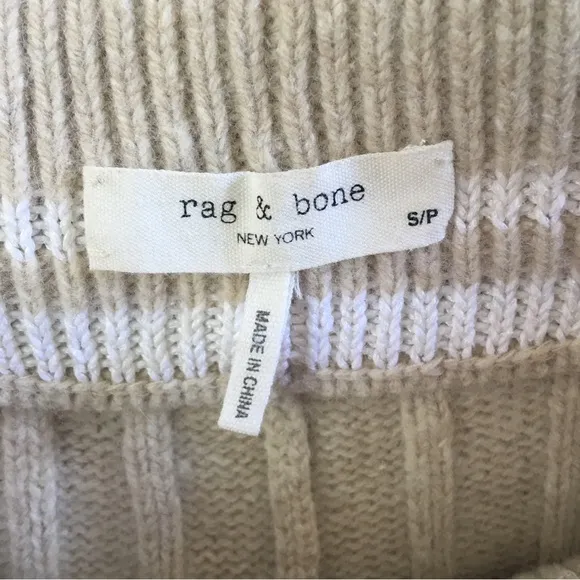 rag & bone
NEW YORK
S/P
MADE IN CHINA